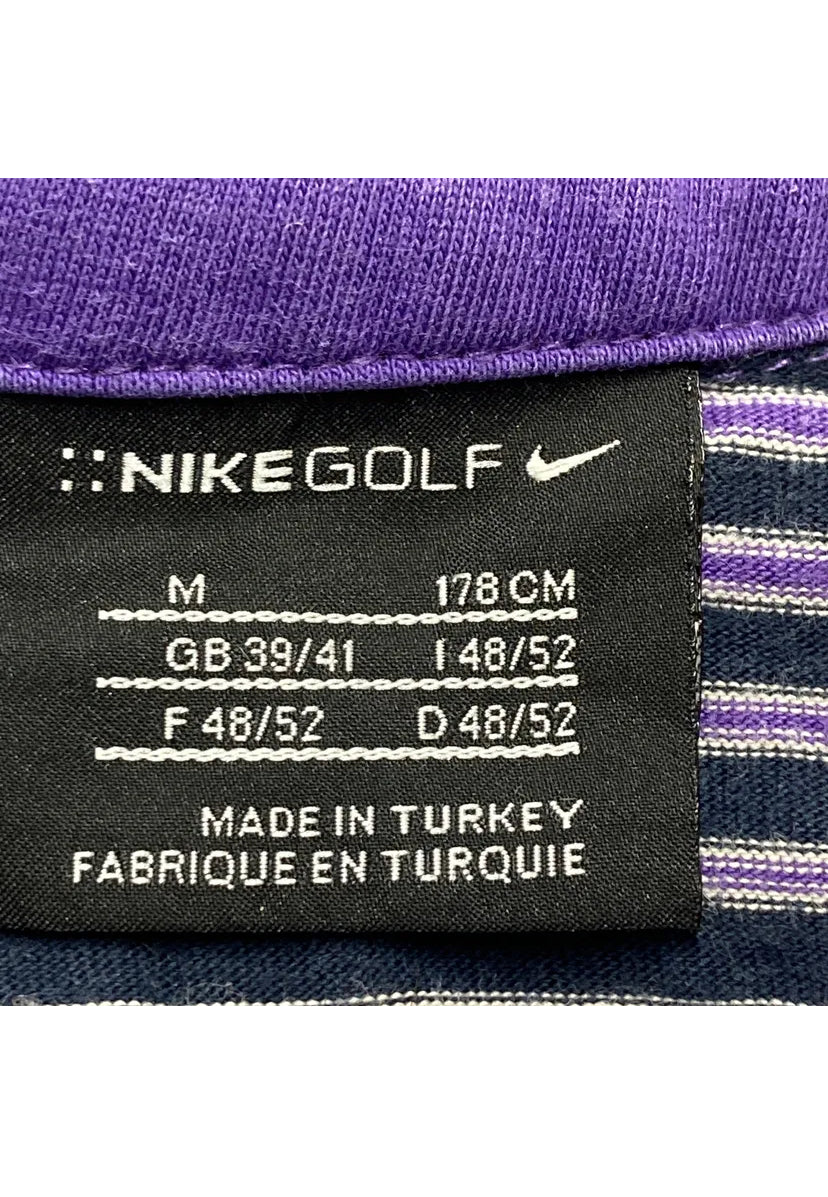 NIKEGOLF
M 178 CM
GB 39/41 I 48/52
F 48/52 D 48/52
MADE IN TURKEY
FABRIQUE EN TURQUIE